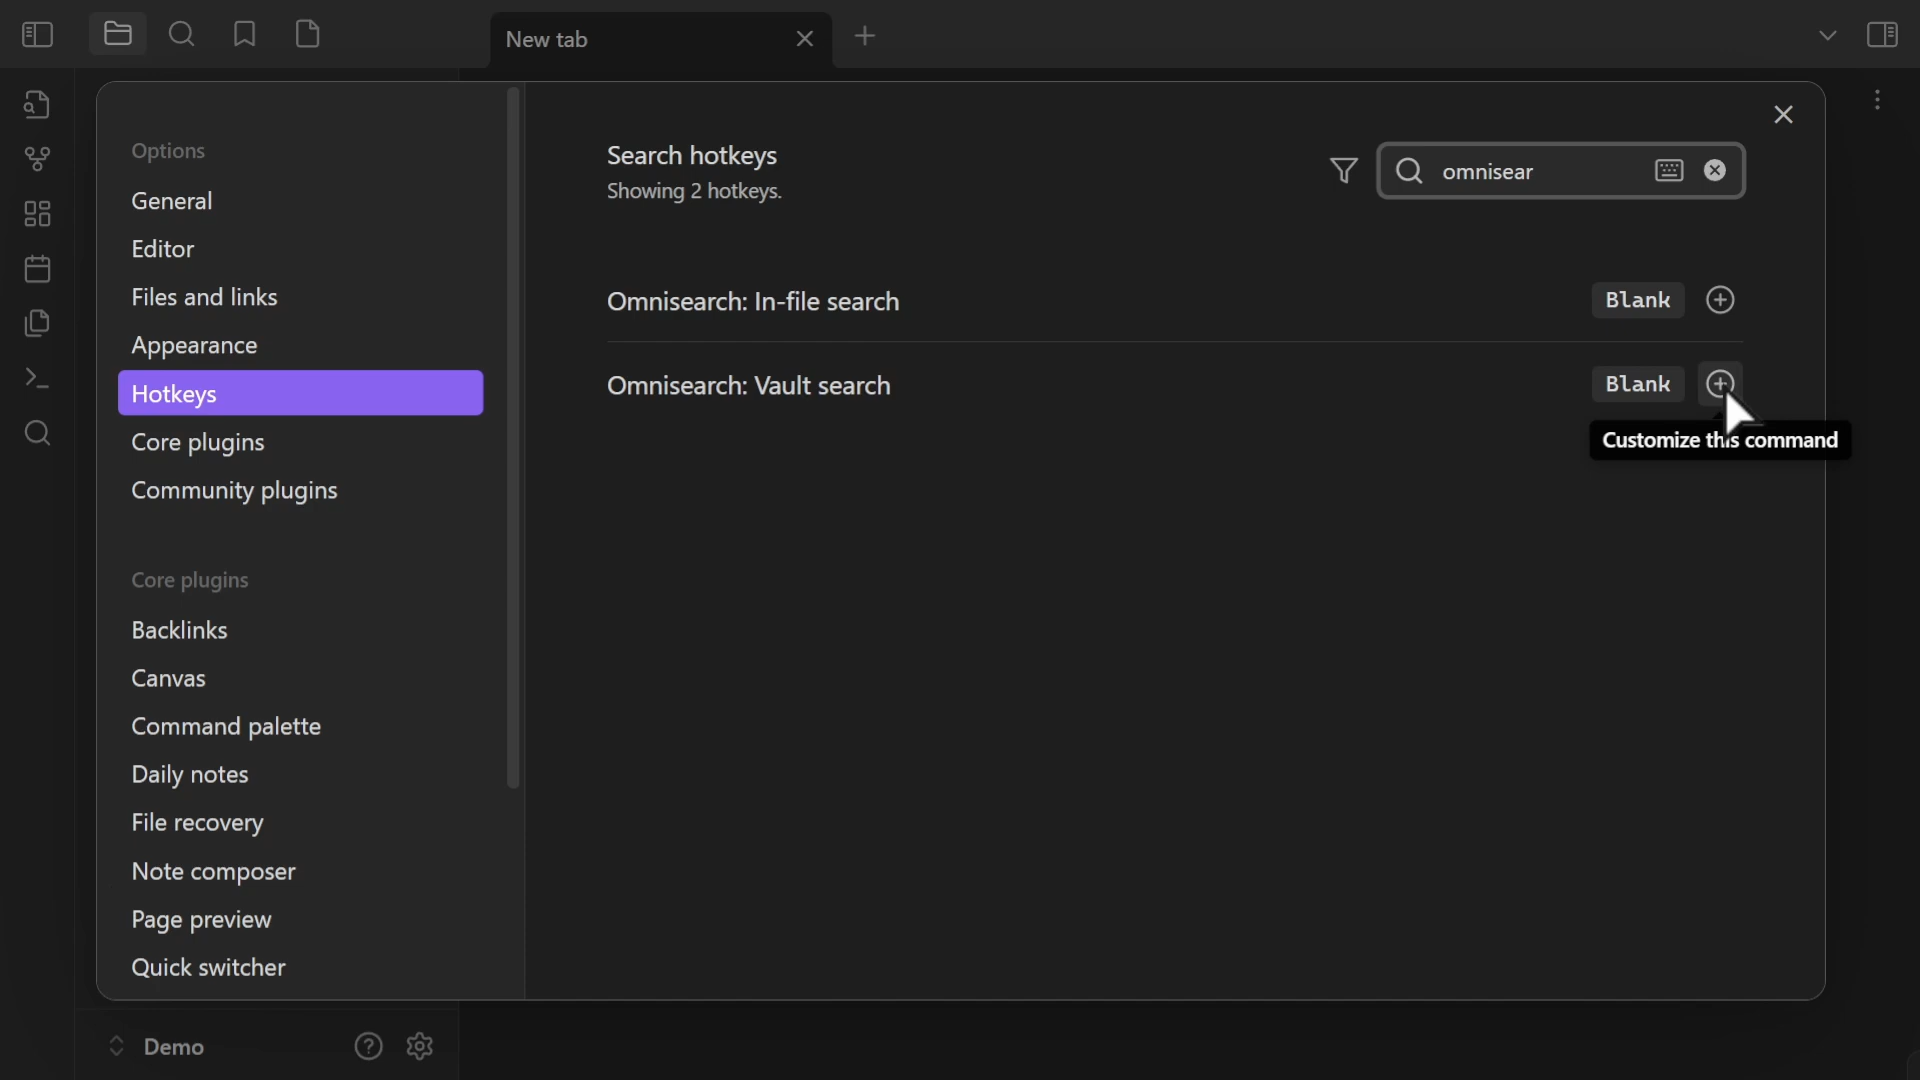 New tab
Options
General
Editor
Files and links
Appearance
Hotkeys
Core plugins
Community plugins
Core plugins
Backlinks
Canvas
Command palette
Daily notes
File recovery
Note composer
Page preview
Quick switcher
Demo
Search hotkeys
Showing 2 hotkeys.
omnisear
Omnisearch: In-file search
Blank
Omnisearch: Vault search
Blank
Customize this command